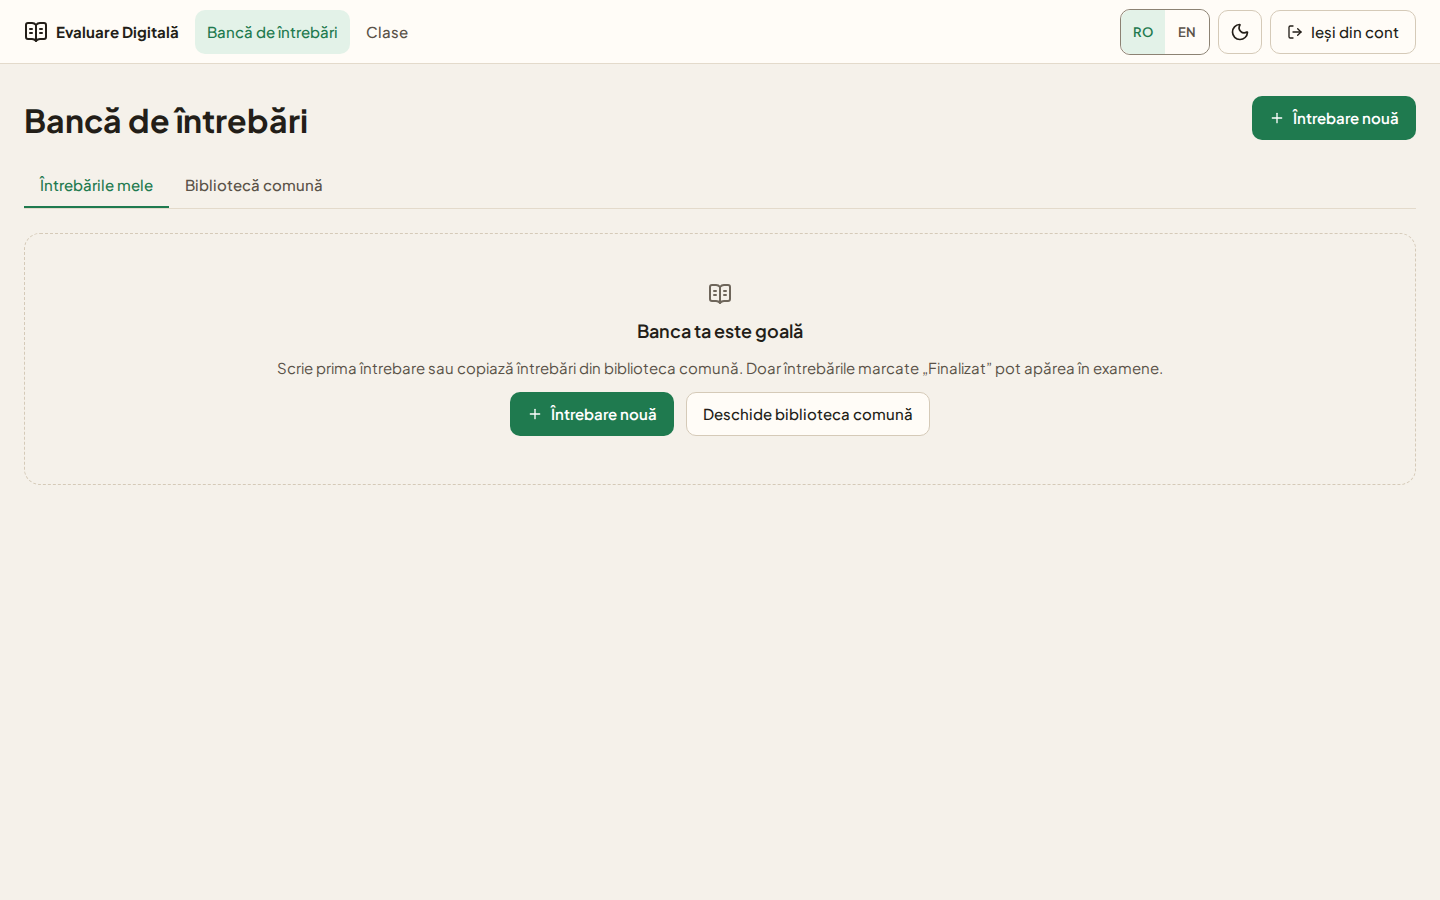 Evaluare Digitală
Bancă de întrebări
Clase
RO
EN
Ieși din cont
Bancă de întrebări
Întrebare nouă
Întrebările mele
Bibliotecă comună
Banca ta este goală
Scrie prima întrebare sau copiază întrebări din biblioteca comună. Doar întrebările marcate „Finalizat” pot apărea în examene.
Întrebare nouă
Deschide biblioteca comună